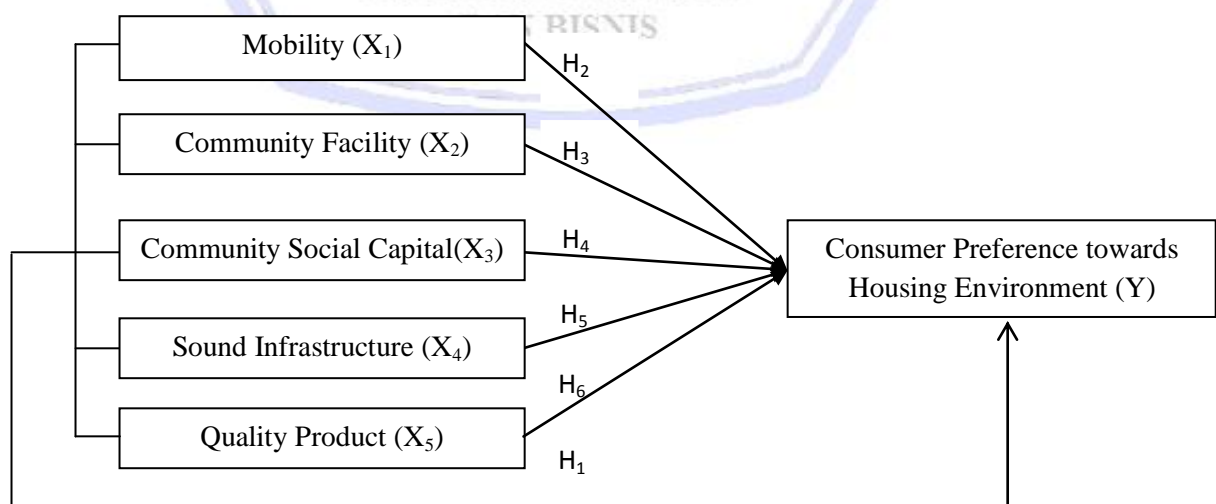 BISNIS
Mobility (X₁)
H₂
Community Facility (X₂)
H₃
Community Social Capital(X₃)
H₄
Consumer Preference towards
Housing Environment (Y)
H₅
Sound Infrastructure (X₄)
H₆
Quality Product (X₅)
H₁